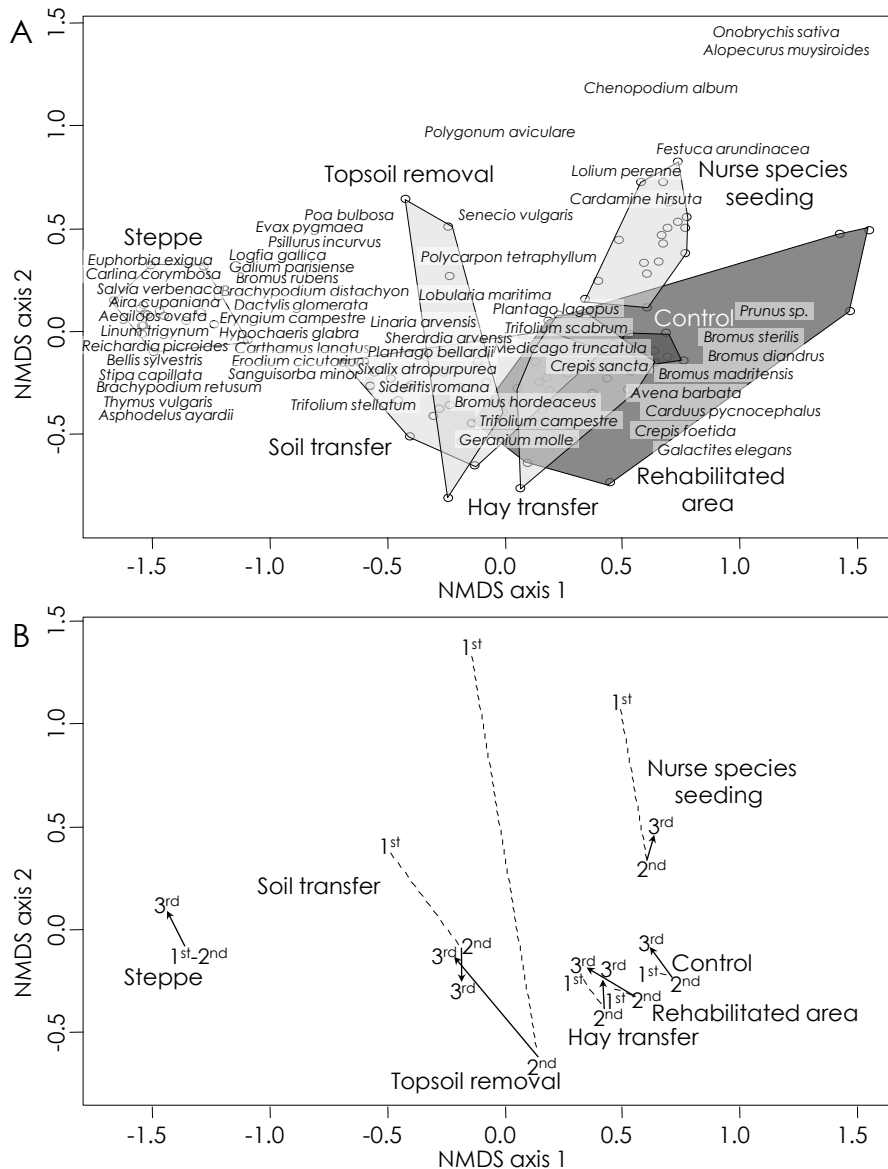 A
1.5
1.0
0.5
0.0
-0.5
NMDS axis 2
Onobrychis sativa
Alopecurus muysiroides
Chenopodium album
Polygonum aviculare
Festuca arundinacea
Lolium perenne
Nurse species
seeding
Topsoil removal
Cardamine hirsuta
Poa bulbosa
Senecio vulgaris
Evax pygmaea
Steppe
Psillurus incurvus
Euphorbia exigua
Logfia gallica
Polycarpon tetraphyllum
Carlina corymbosa
Galium parisiense
Salvia verbenaca
Bromus rubens
Aira cupaniana
Brachypodium distachyon
Lobularia maritima
Aegilops ovata
Dactylis glomerata
Plantago lagopus
Control
Prunus sp.
Linum trigynum
Eryngium campestre
Linaria arvensis
Trifolium scabrum
Reichardia picroides
Hypochaeris glabra
Sherardia arvensis
Bromus sterilis
Bellis sylvestris
Carthamus lanatus
Plantago bellardii
Medicago truncatula
Bromus diandrus
Stipa capillata
Erodium cicutarium
Sixalix atropurpurea
Crepis sancta
Bromus madritensis
Brachypodium retusum
Sanguisorba minor
Sideritis romana
Avena barbata
Thymus vulgaris
Trifolium stellatum
Bromus hordeaceus
Carduus pycnocephalus
Asphodelus ayardii
Trifolium campestre
Crepis foetida
Soil transfer
Geranium molle
Galactites elegans
Hay transfer
Rehabilitated
area
-1.5 -1.0 -0.5 0.0 0.5 1.0 1.5
NMDS axis 1
B
1.5
1.0
0.5
0.0
-0.5
NMDS axis 2
1st
1st
Nurse species
seeding
3rd
2nd
1st
Soil transfer
3rd
1st-2nd
Steppe
2nd
3rd
3rd
2nd
Topsoil removal
3rd
1st
2nd
Control
3rd
3rd
1st
1st
2nd
2nd
Rehabilitated area
Hay transfer
-1.5 -1.0 -0.5 0.0 0.5 1.0 1.5
NMDS axis 1